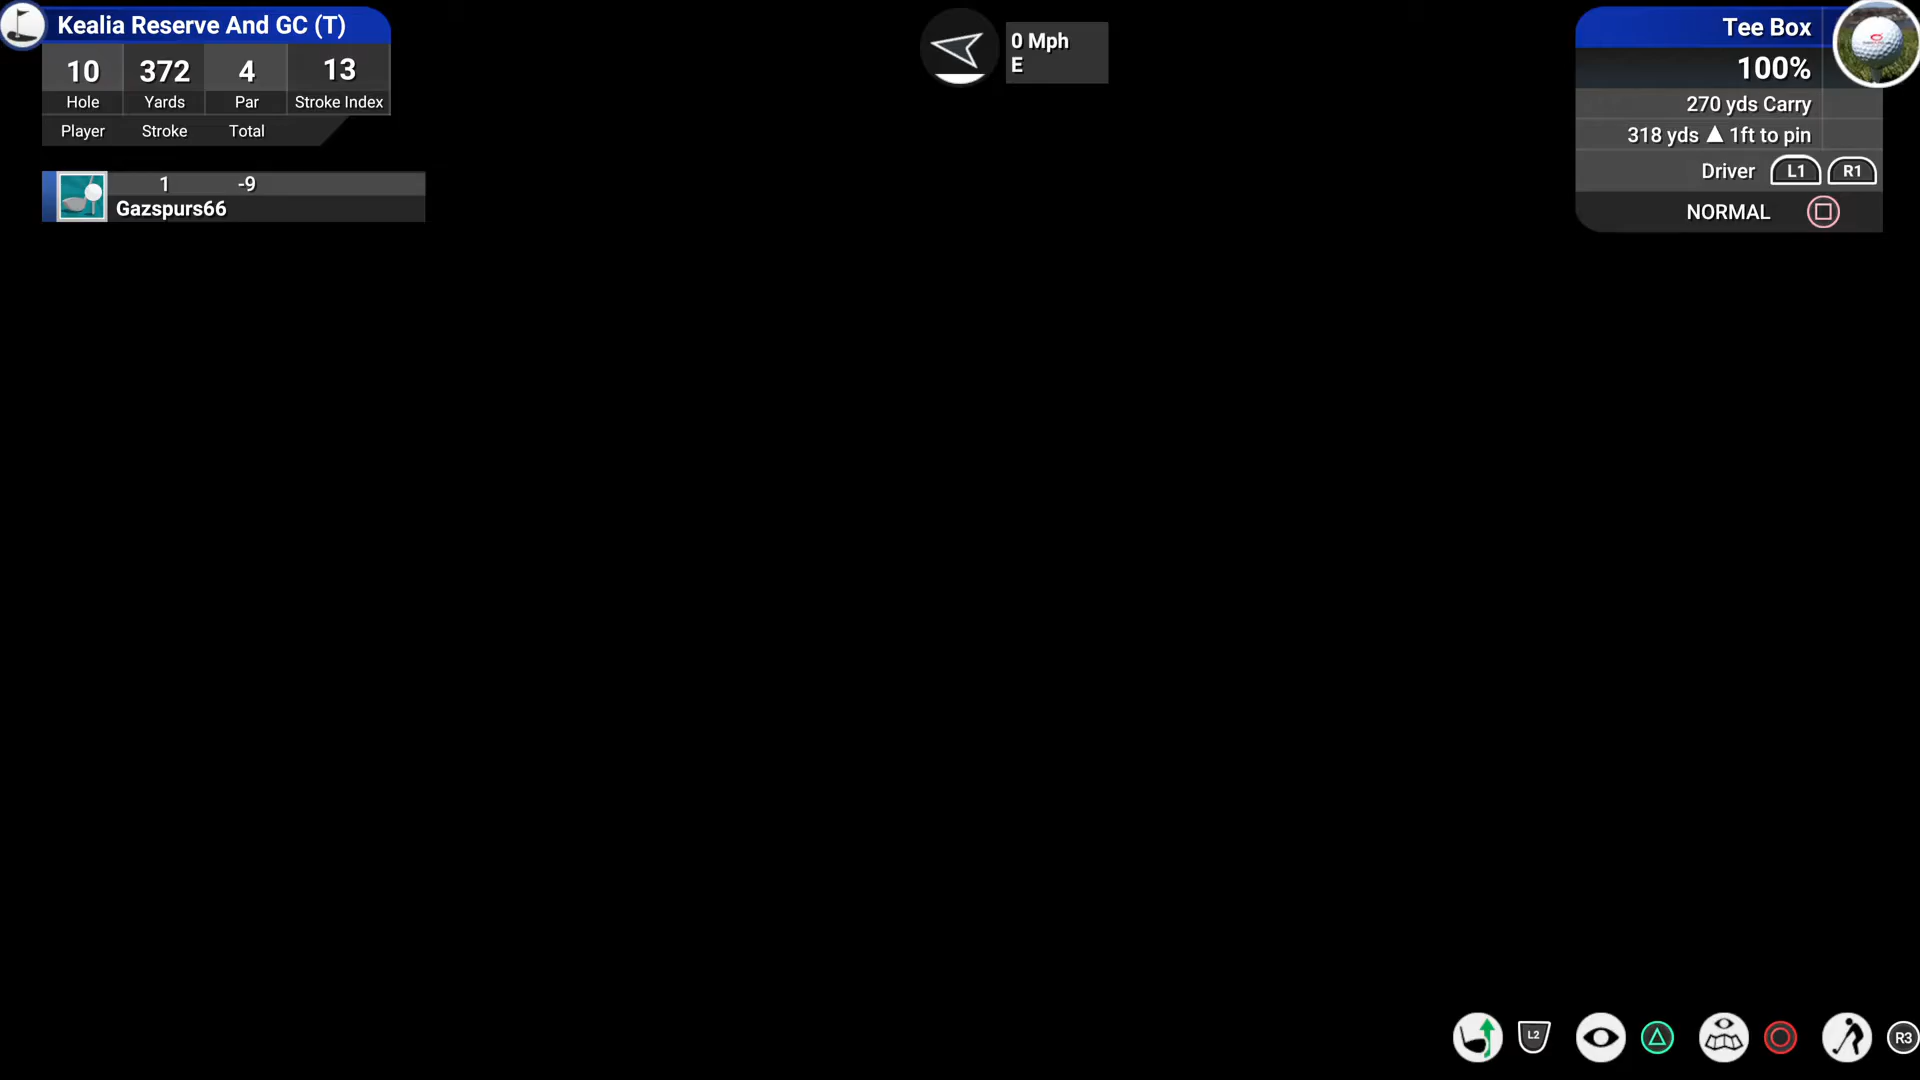 Kealia Reserve And GC (T)
10 372 4 13
Hole Yards Par Stroke Index
Player Stroke Total
1 -9
Gazspurs66
0 Mph
E
Tee Box
100%
270 yds Carry
318 yds ▲ 1ft to pin
Driver L1 R1
NORMAL
L2 R3